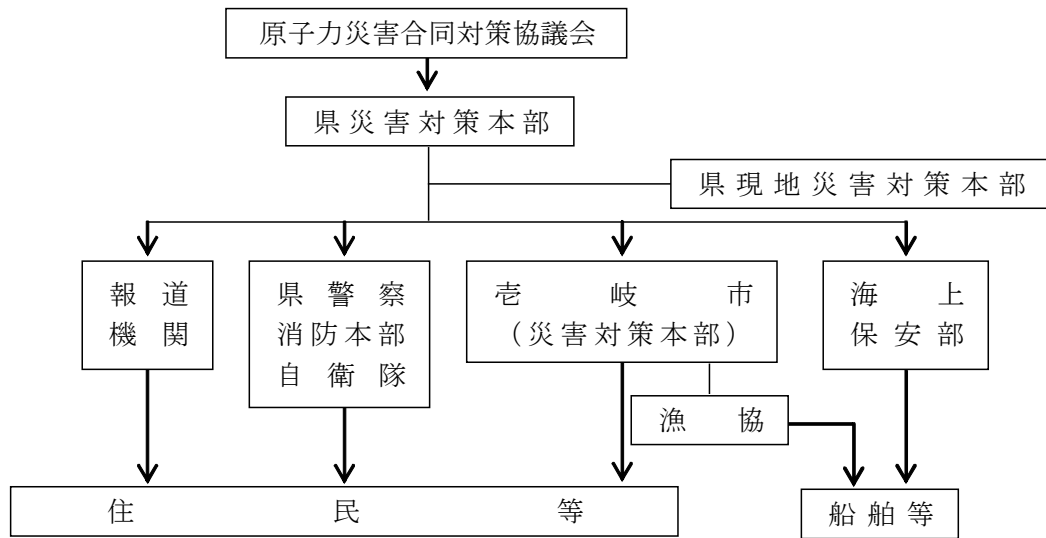 原子力災害合同対策協議会
県災害対策本部
県現地災害対策本部
報道
機関
県警察
消防本部
自衛隊
壱岐市
（災害対策本部）
海上
保安部
漁協
住民等
船舶等